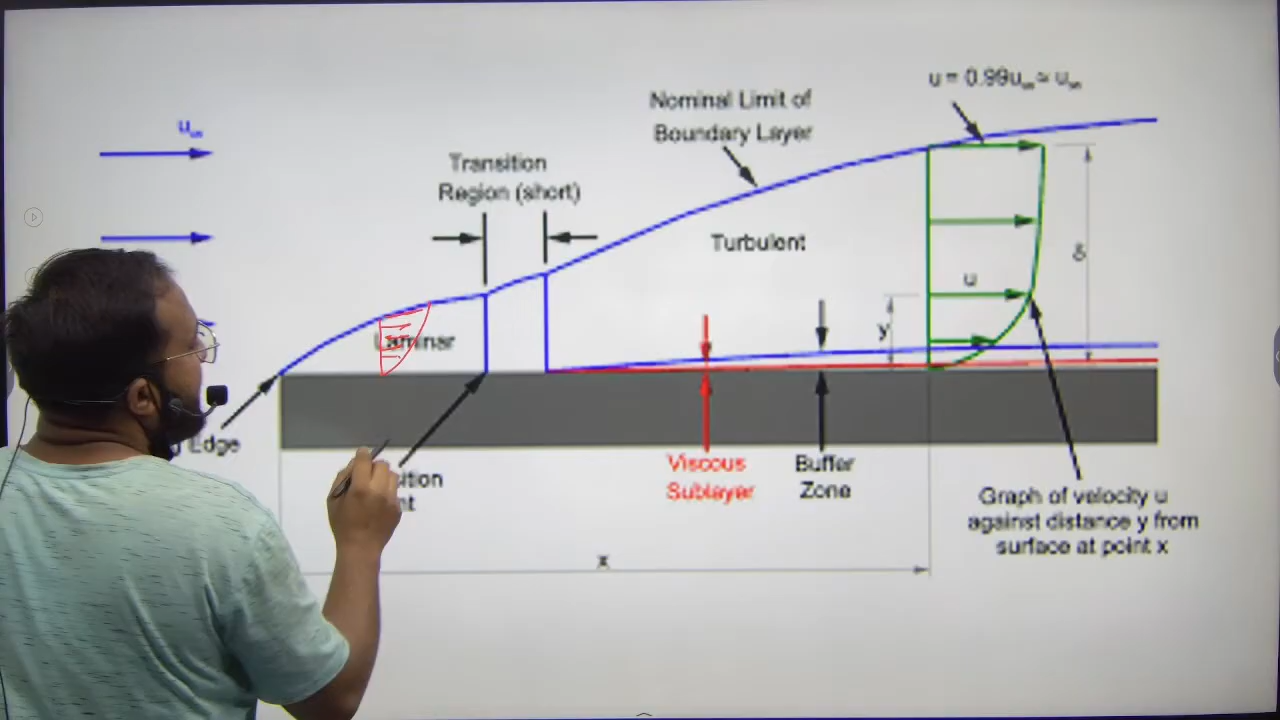 u = 0.99u∞ ≃ u∞
Nominal Limit of
Boundary Layer
u∞
Transition
Region (short)
Turbulent
δ
u
y
Laminar
Edge
Viscous
Sublayer
Buffer
Zone
Graph of velocity u
against distance y from
surface at point x
x